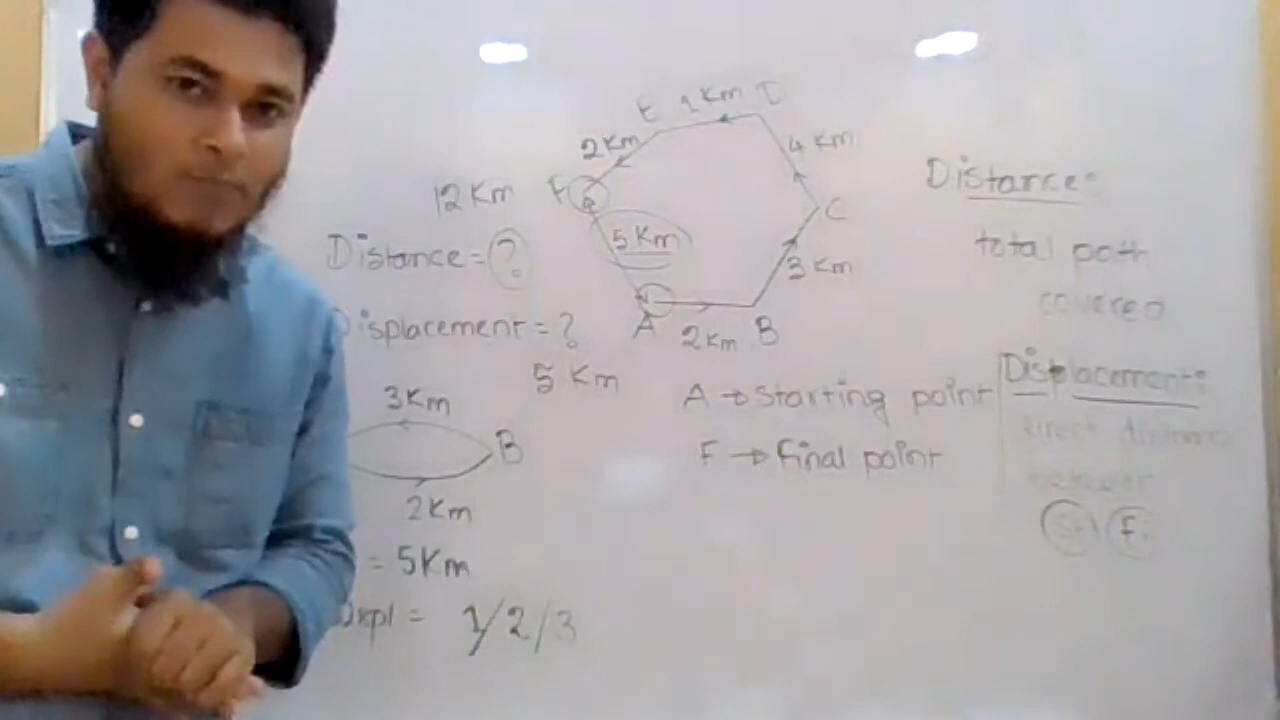 E 1 Km D
2 Km
4 Km
12 Km
F
C
5 Km
Distance = ?
3 Km
Displacement = ?
A
2 Km B
5 Km
A → Starting point
F → final point
Distance:
total path
covered
Displacement:
direct distance
between
F
3 Km
B
2 Km
= 5 Km
Dspl = 1/2/3